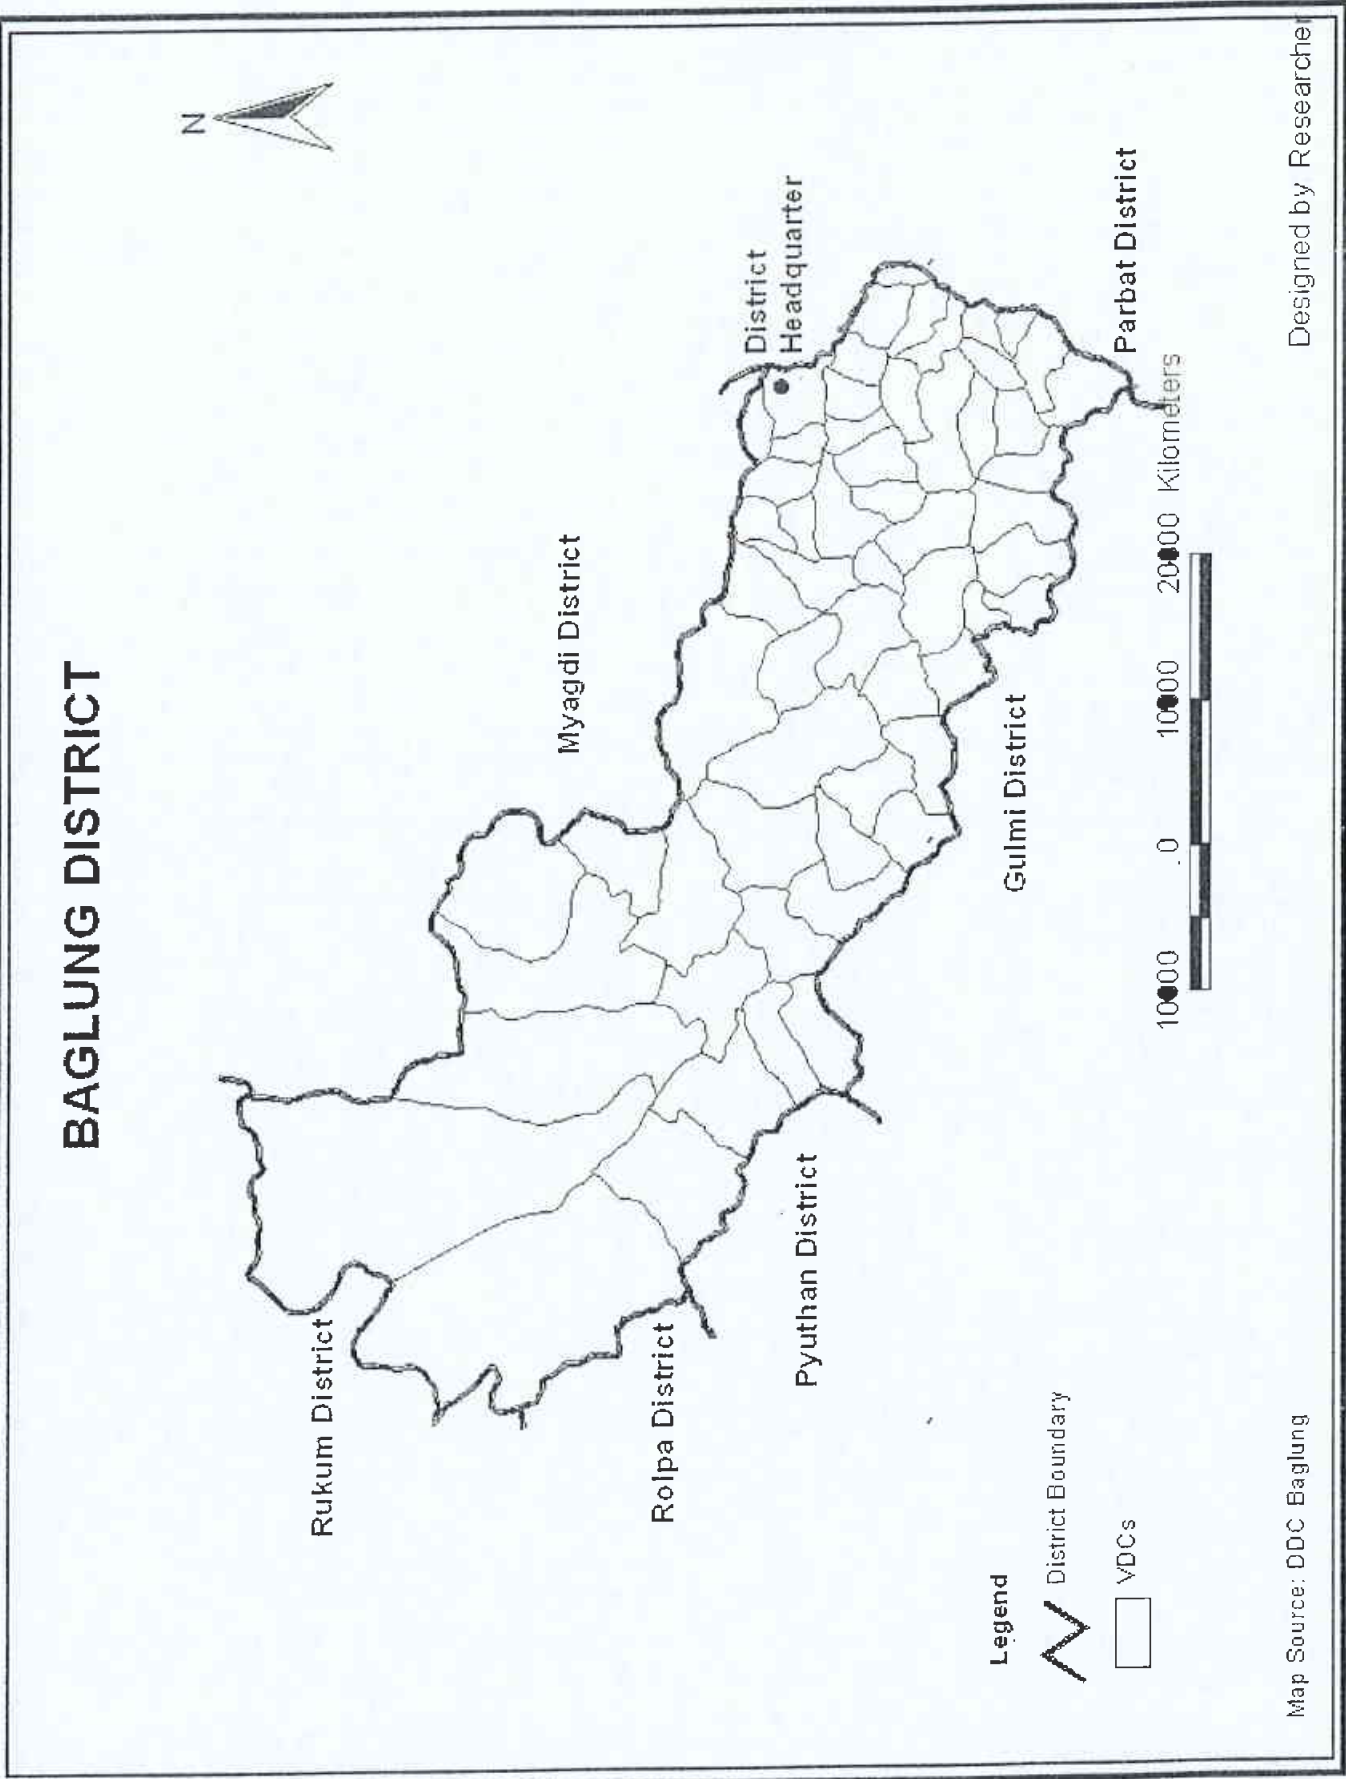 BAGLUNG DISTRICT
N
Rukum District
Myagdi District
Rolpa District
District
Headquarter
Pyuthan District
Gulmi District
Parbat District
Legend
District Boundary
VDCs
10000 0 10000 20000 Kilometers
Map Source: DDC Baglung
Designed by Researcher